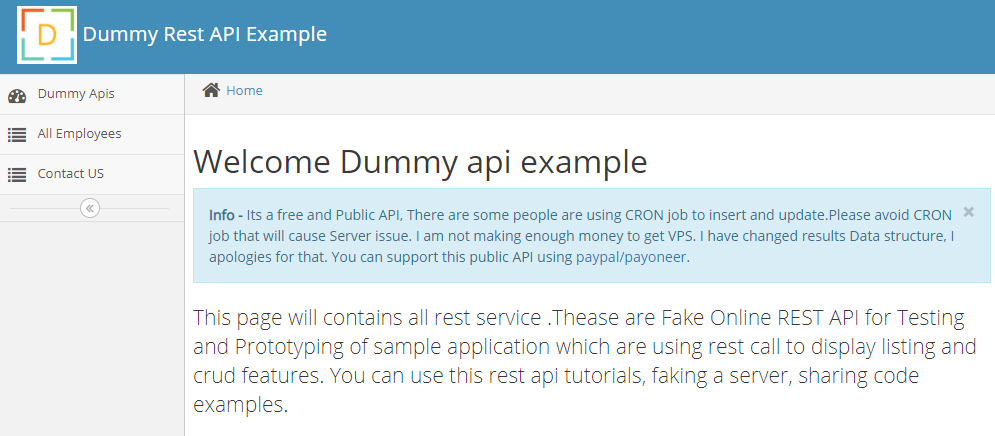 D
Dummy Rest API Example
Dummy Apis
All Employees
Contact US
Home
Welcome Dummy api example
Info - Its a free and Public API, There are some people are using CRON job to insert and update.Please avoid CRON
job that will cause Server issue. I am not making enough money to get VPS. I have changed results Data structure, I
apologies for that. You can support this public API using paypal/payoneer.
This page will contains all rest service .Thease are Fake Online REST API for Testing
and Prototyping of sample application which are using rest call to display listing and
crud features. You can use this rest api tutorials, faking a server, sharing code
examples.